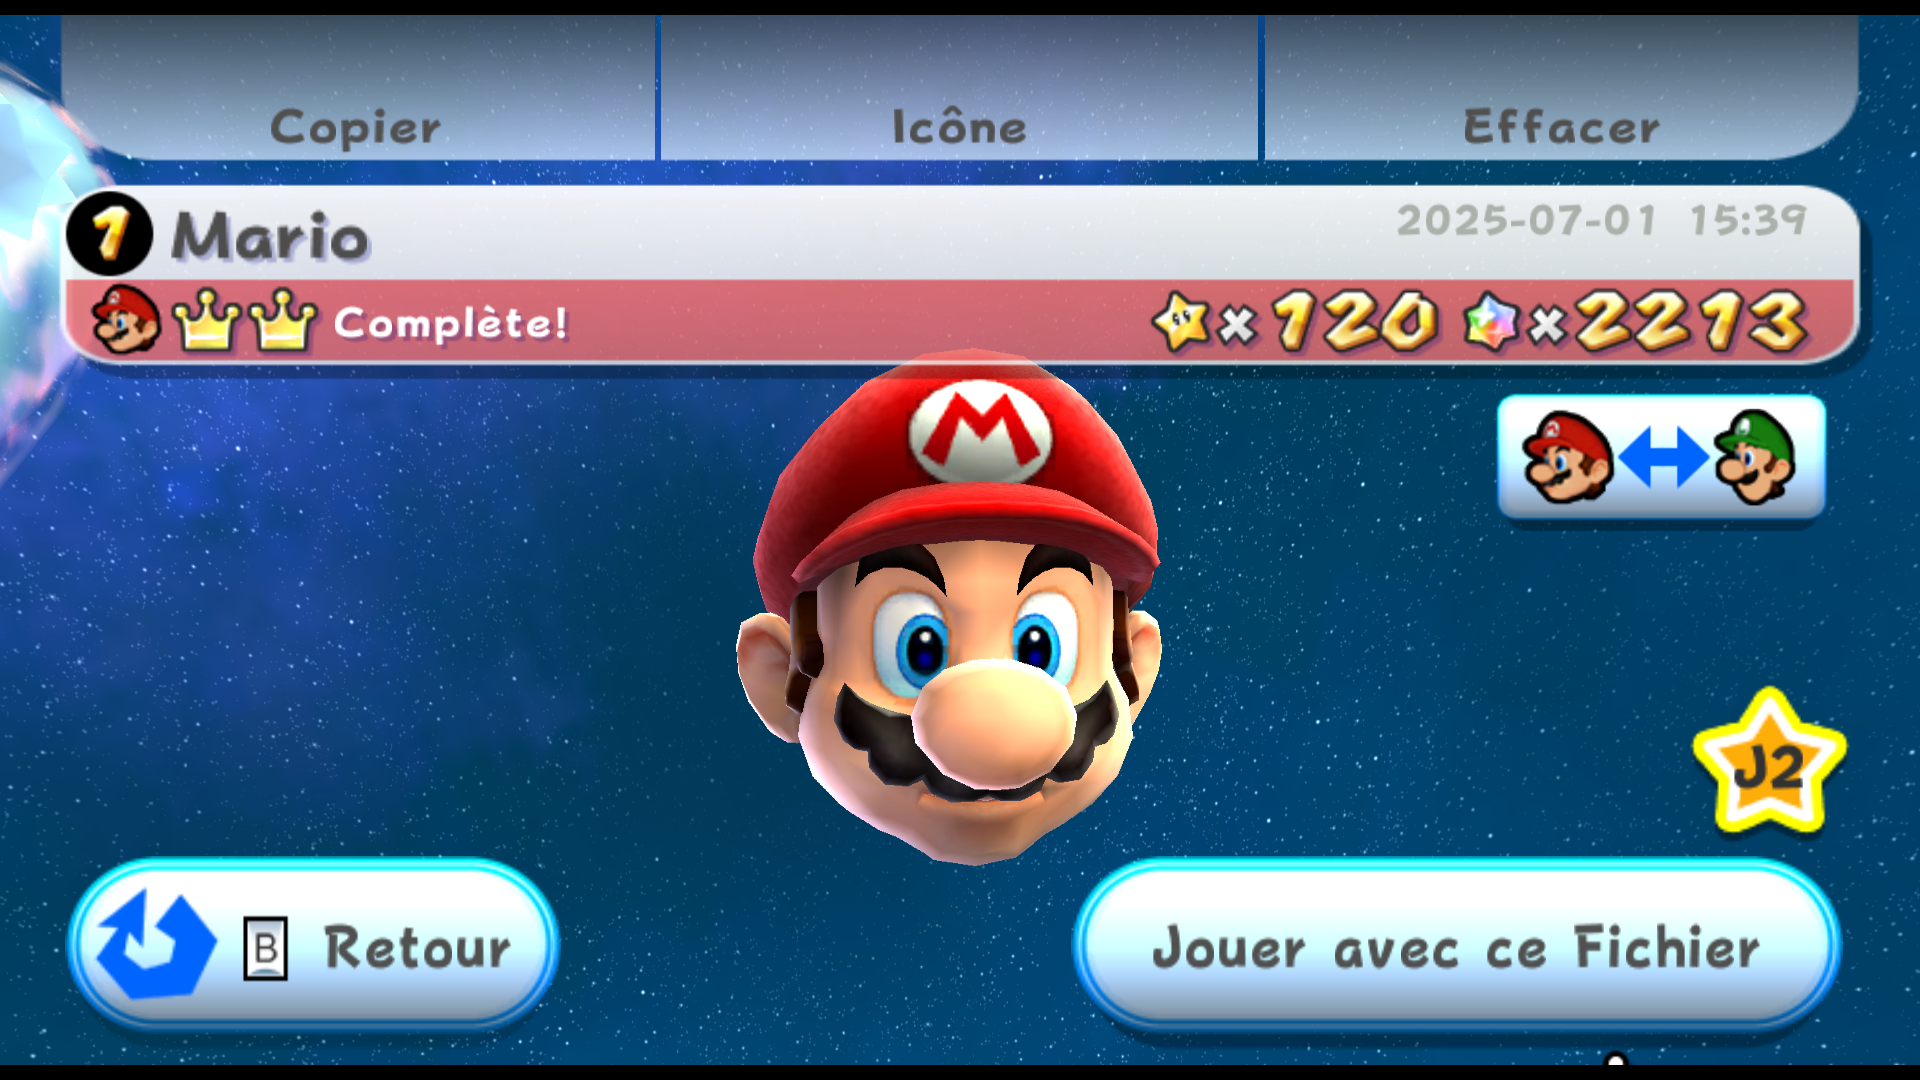 Copier
Icône
Effacer
1 Mario
2025-07-01 15:39
Complète!
×120 ×2213
M
J2
B Retour
Jouer avec ce Fichier